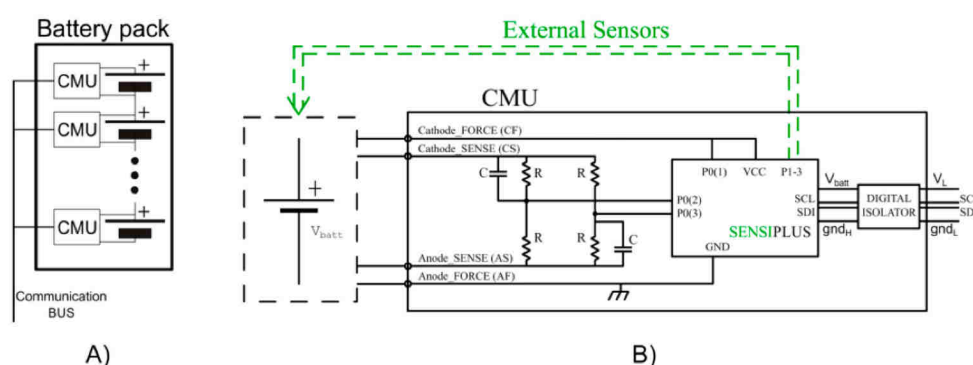 Battery pack
CMU
+
CMU
+
CMU
+
Communication
BUS
A)
External Sensors
CMU
Cathode_FORCE (CF)
Cathode_SENSE (CS)
C
R
R
P0(1)
VCC
P1-3
P0(2)
P0(3)
SCL
SDI
SENSIPLUS
GND
Vbatt
DIGITAL
ISOLATOR
VL
SC
SD
gndH
gndL
+
Vbatt
R
R
C
Anode_SENSE (AS)
Anode_FORCE (AF)
B)